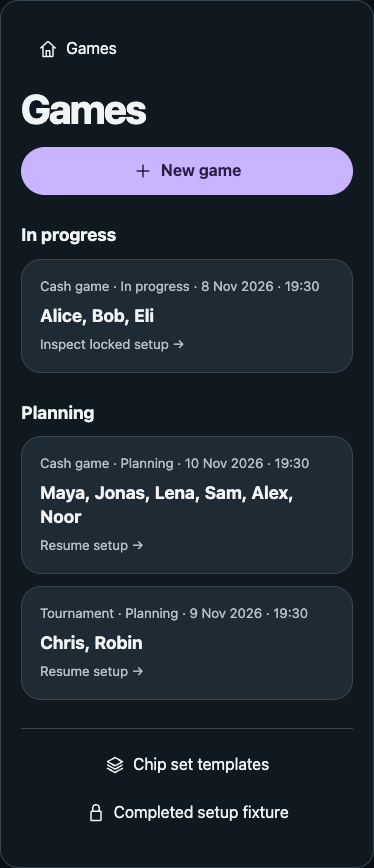 Games
Games
+ New game
In progress
Cash game · In progress · 8 Nov 2026 · 19:30
Alice, Bob, Eli
Inspect locked setup →
Planning
Cash game · Planning · 10 Nov 2026 · 19:30
Maya, Jonas, Lena, Sam, Alex,
Noor
Resume setup →
Tournament · Planning · 9 Nov 2026 · 19:30
Chris, Robin
Resume setup →
Chip set templates
Completed setup fixture